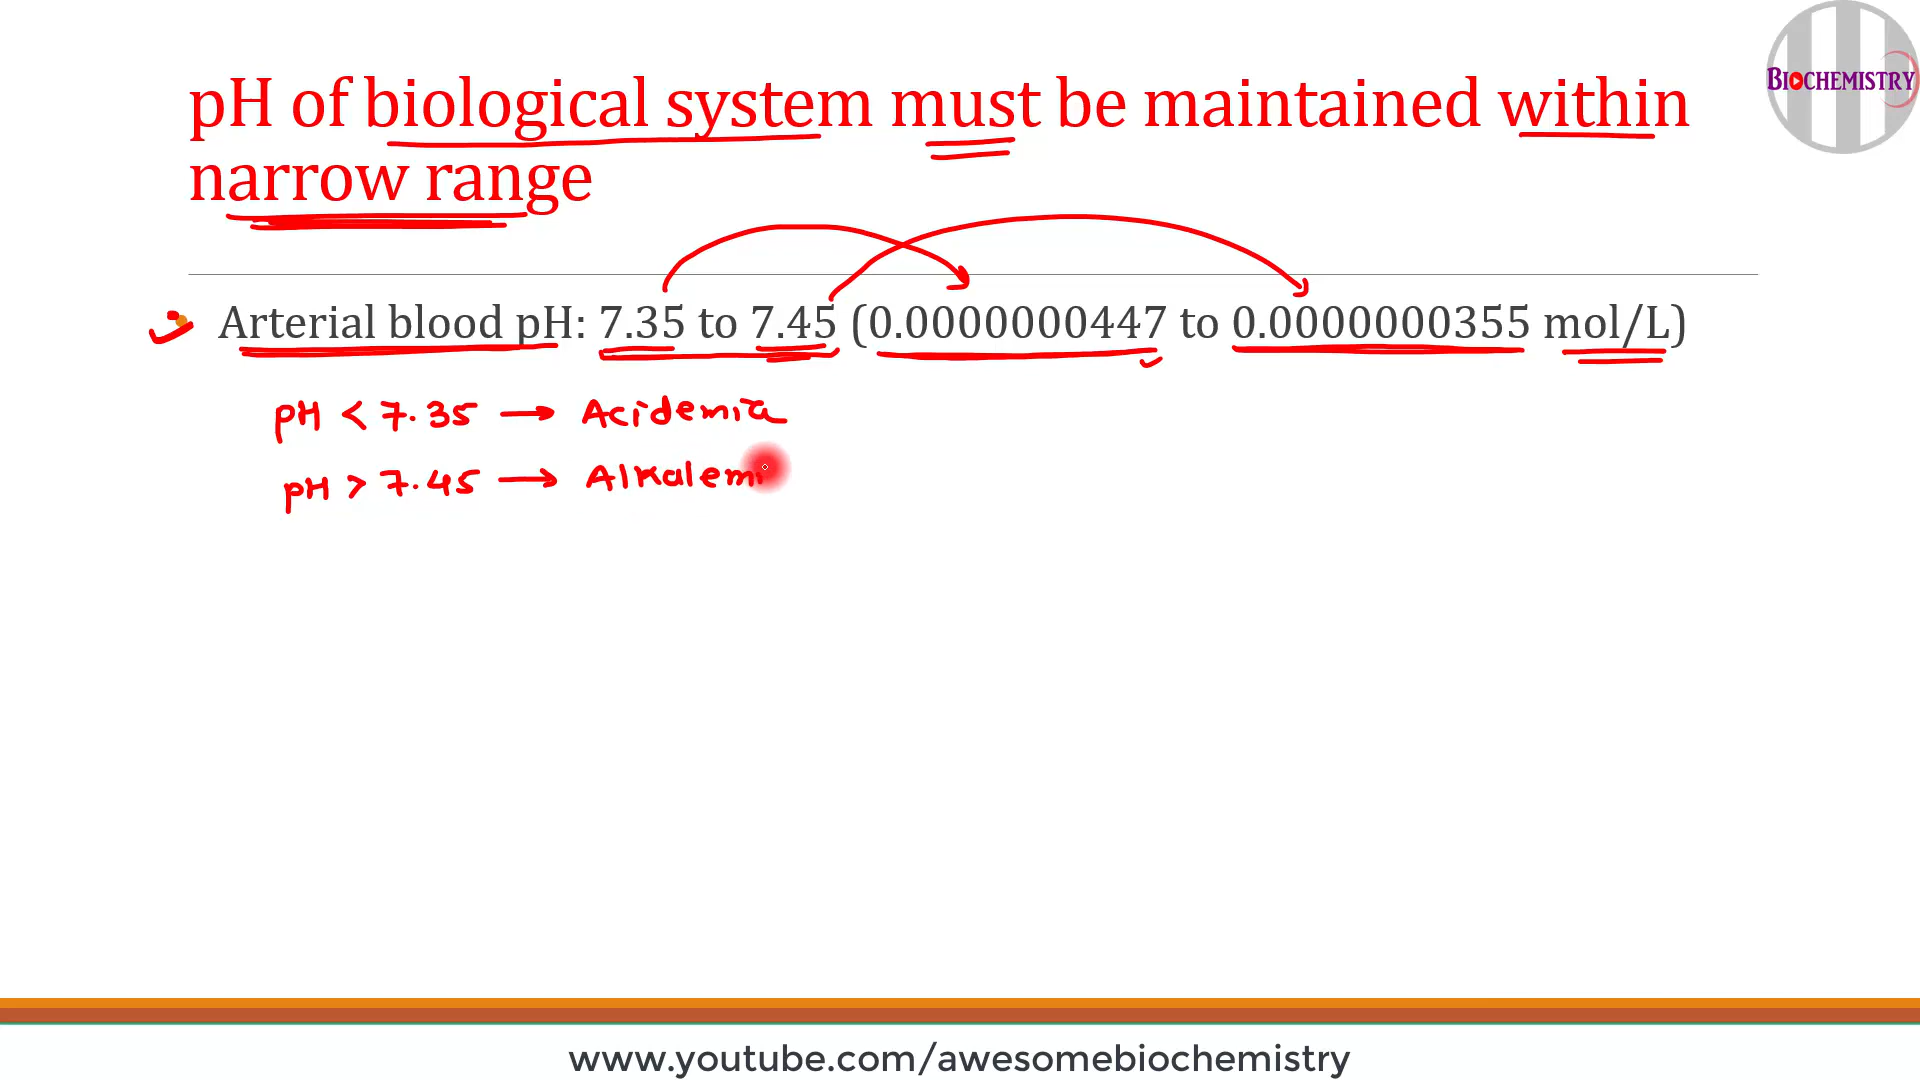 BIOCHEMISTRY
pH of biological system must be maintained within
narrow range
Arterial blood pH: 7.35 to 7.45 (0.0000000447 to 0.0000000355 mol/L)
pH < 7.35 → Acidemia
pH > 7.45 → Alkalemi
www.youtube.com/awesomebiochemistry